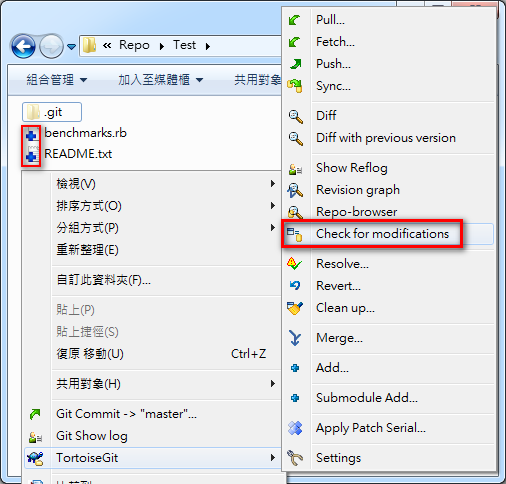 « Repo ▸ Test ▸
組合管理 ▼
加入至媒體櫃 ▼
共用對象
.git
benchmarks.rb
README.txt
檢視(V)
排序方式(O)
分組方式(P)
重新整理(E)
自訂此資料夾(F)...
貼上(P)
貼上捷徑(S)
復原 移動(U) Ctrl+Z
共用對象(H)
Git Commit -> "master"...
Git Show log
TortoiseGit
Pull...
Fetch...
Push...
Sync...
Diff
Diff with previous version
Show Reflog
Revision graph
Repo-browser
Check for modifications
Resolve...
Revert...
Clean up...
Merge...
Add...
Submodule Add...
Apply Patch Serial...
Settings